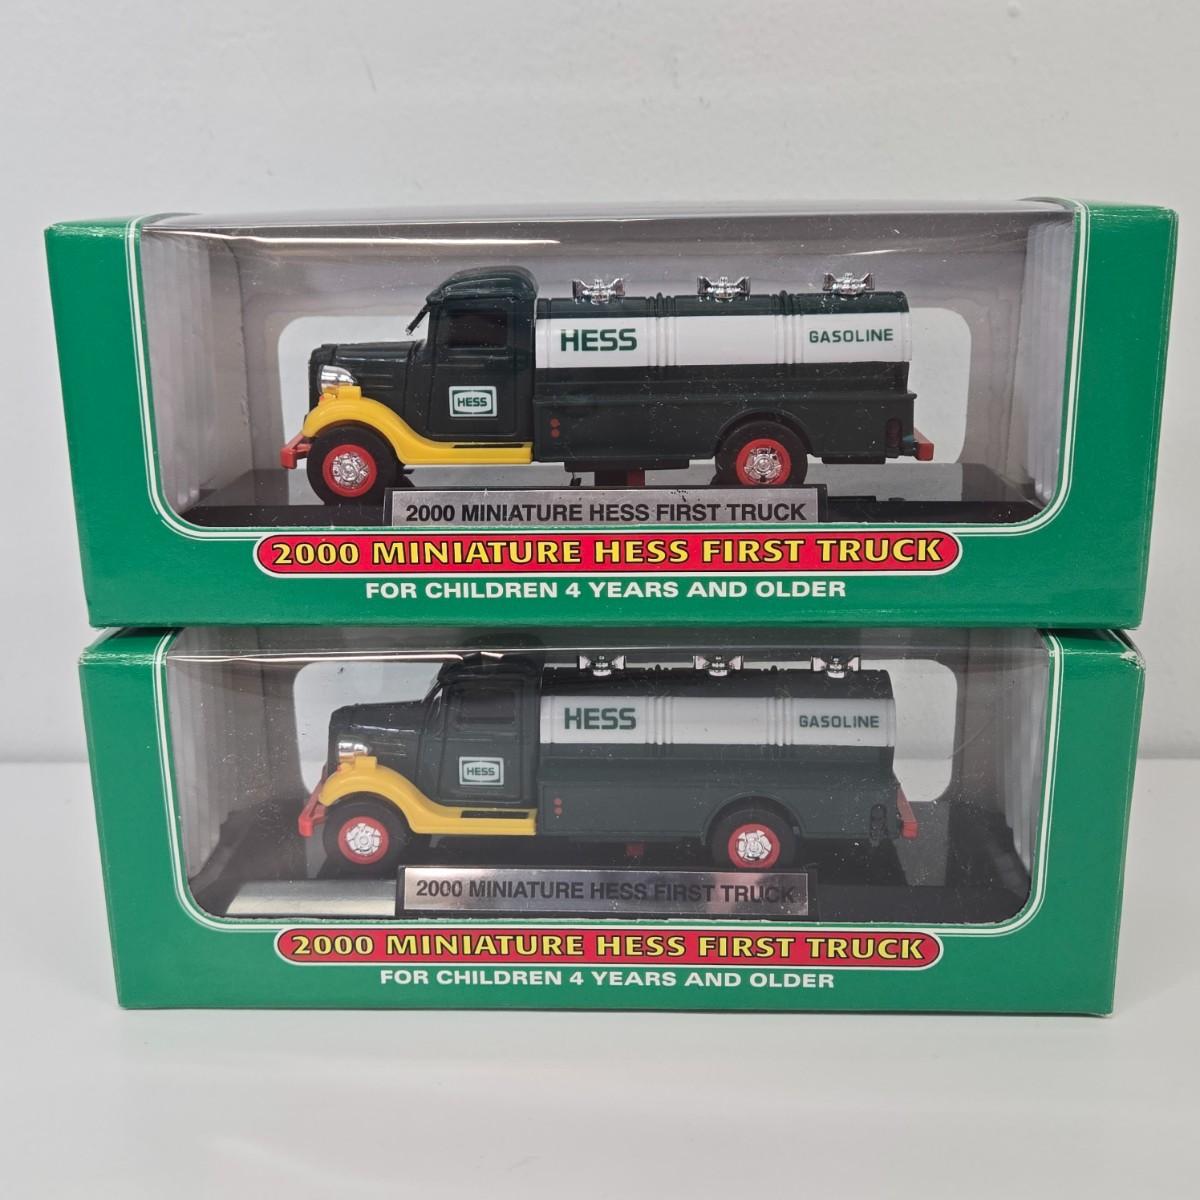 HESS
GASOLINE
HESS
2000 MINIATURE HESS FIRST TRUCK
2000 MINIATURE HESS FIRST TRUCK
FOR CHILDREN 4 YEARS AND OLDER
HESS
GASOLINE
HESS
2000 MINIATURE HESS FIRST TRUCK
2000 MINIATURE HESS FIRST TRUCK
FOR CHILDREN 4 YEARS AND OLDER